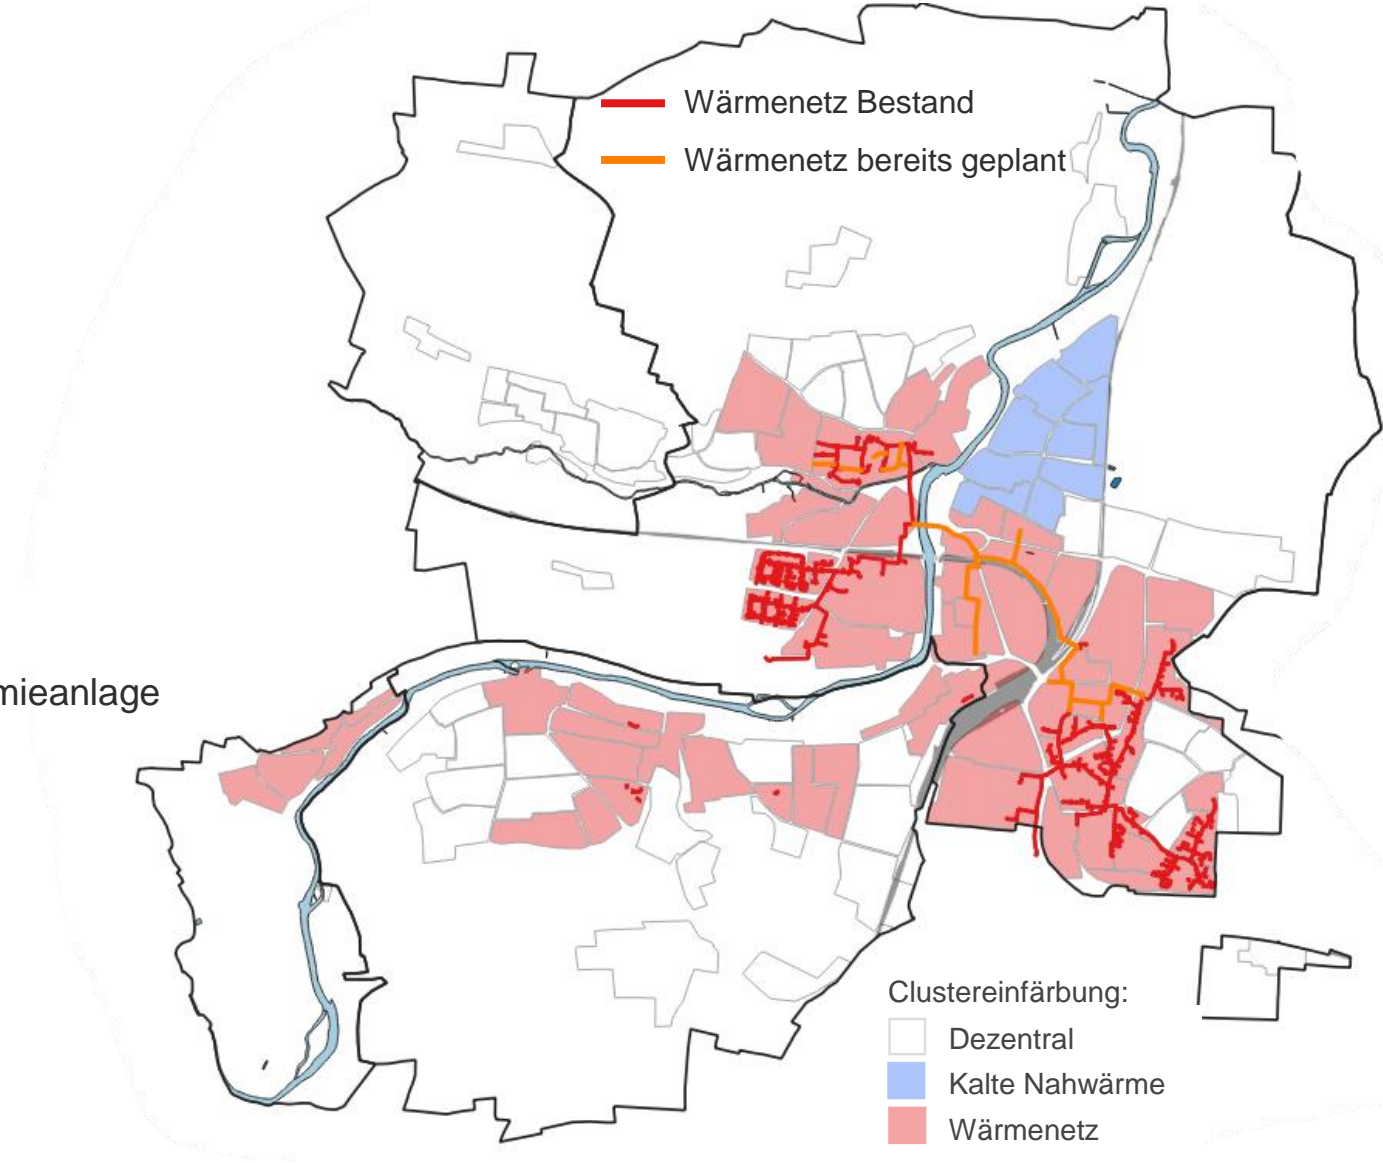 Wärmenetz Bestand
Wärmenetz bereits geplant
mieanlage
Clustereinfärbung:
Dezentral
Kalte Nahwärme
Wärmenetz